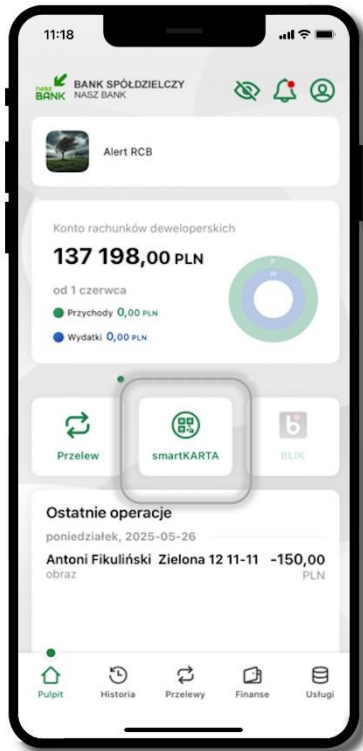 11:18
nasz BANK
BANK SPÓŁDZIELCZY
NASZ BANK
Alert RCB
Konto rachunków deweloperskich
137 198,00 PLN
od 1 czerwca
Przychody 0,00 PLN
Wydatki 0,00 PLN
P
W
Przelew
smartKARTA
BLIK
Ostatnie operacje
poniedziałek, 2025-05-26
Antoni Fikuliński Zielona 12 11-11 -150,00
obraz PLN
Pulpit Historia Przelewy Finanse Usługi